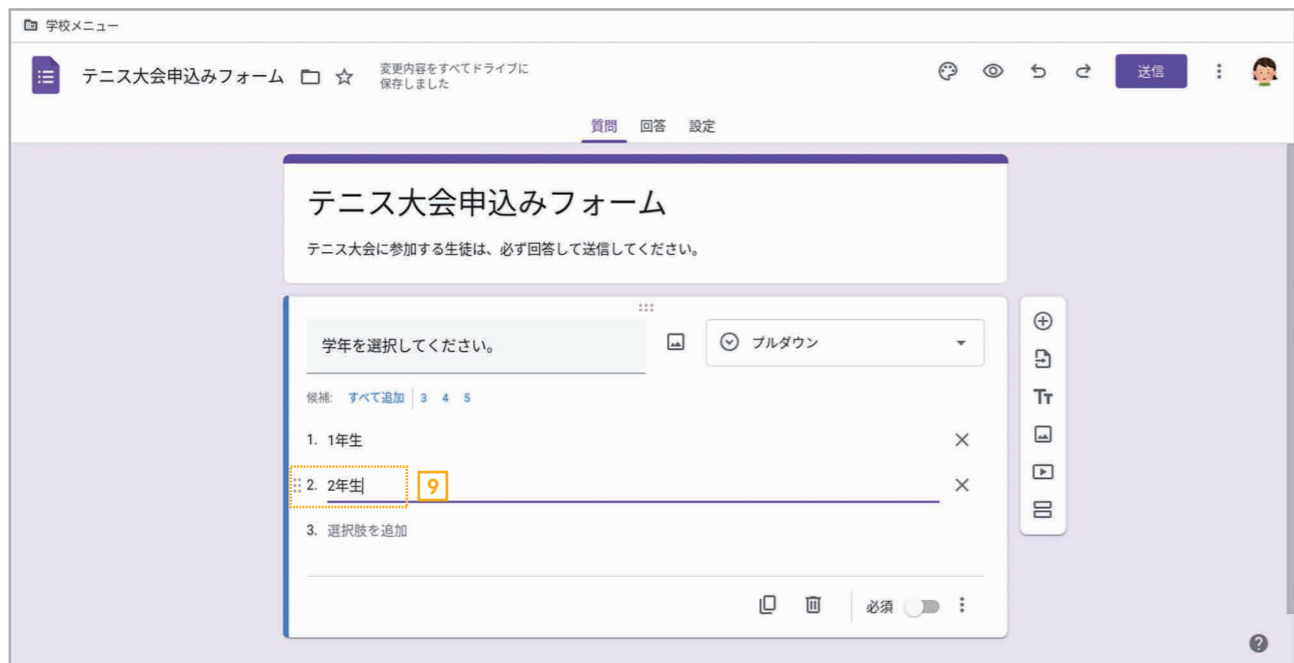 学校メニュー
テニス大会申込みフォーム
変更内容をすべてドライブに
保存しました
送信
質問 回答 設定
テニス大会申込みフォーム
テニス大会に参加する生徒は、必ず回答して送信してください。
学年を選択してください。
プルダウン
候補: すべて追加 3 4 5
1. 1年生
2. 2年生 9
3. 選択肢を追加
必須